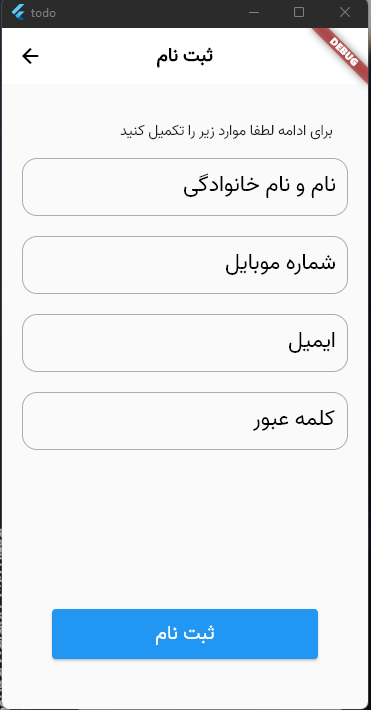 todo
ثبت نام
DEBUG
برای ادامه لطفا موارد زیر را تکمیل کنید
نام و نام خانوادگی
شماره موبایل
ایمیل
کلمه عبور
ثبت نام